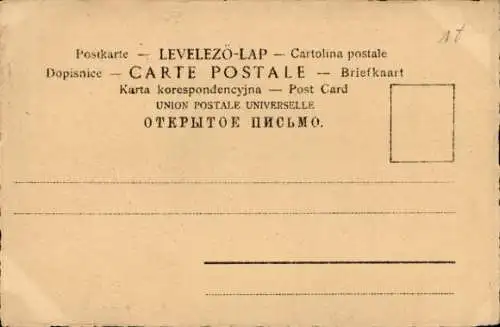 Postkarte — LEVELEZŐ-LAP — Cartolina postale
Dopisnice — CARTE POSTALE — Briefkaart
Karta korespondencyjna — Post Card
UNION POSTALE UNIVERSELLE
ОТКРЫТОЕ ПИСЬМО.